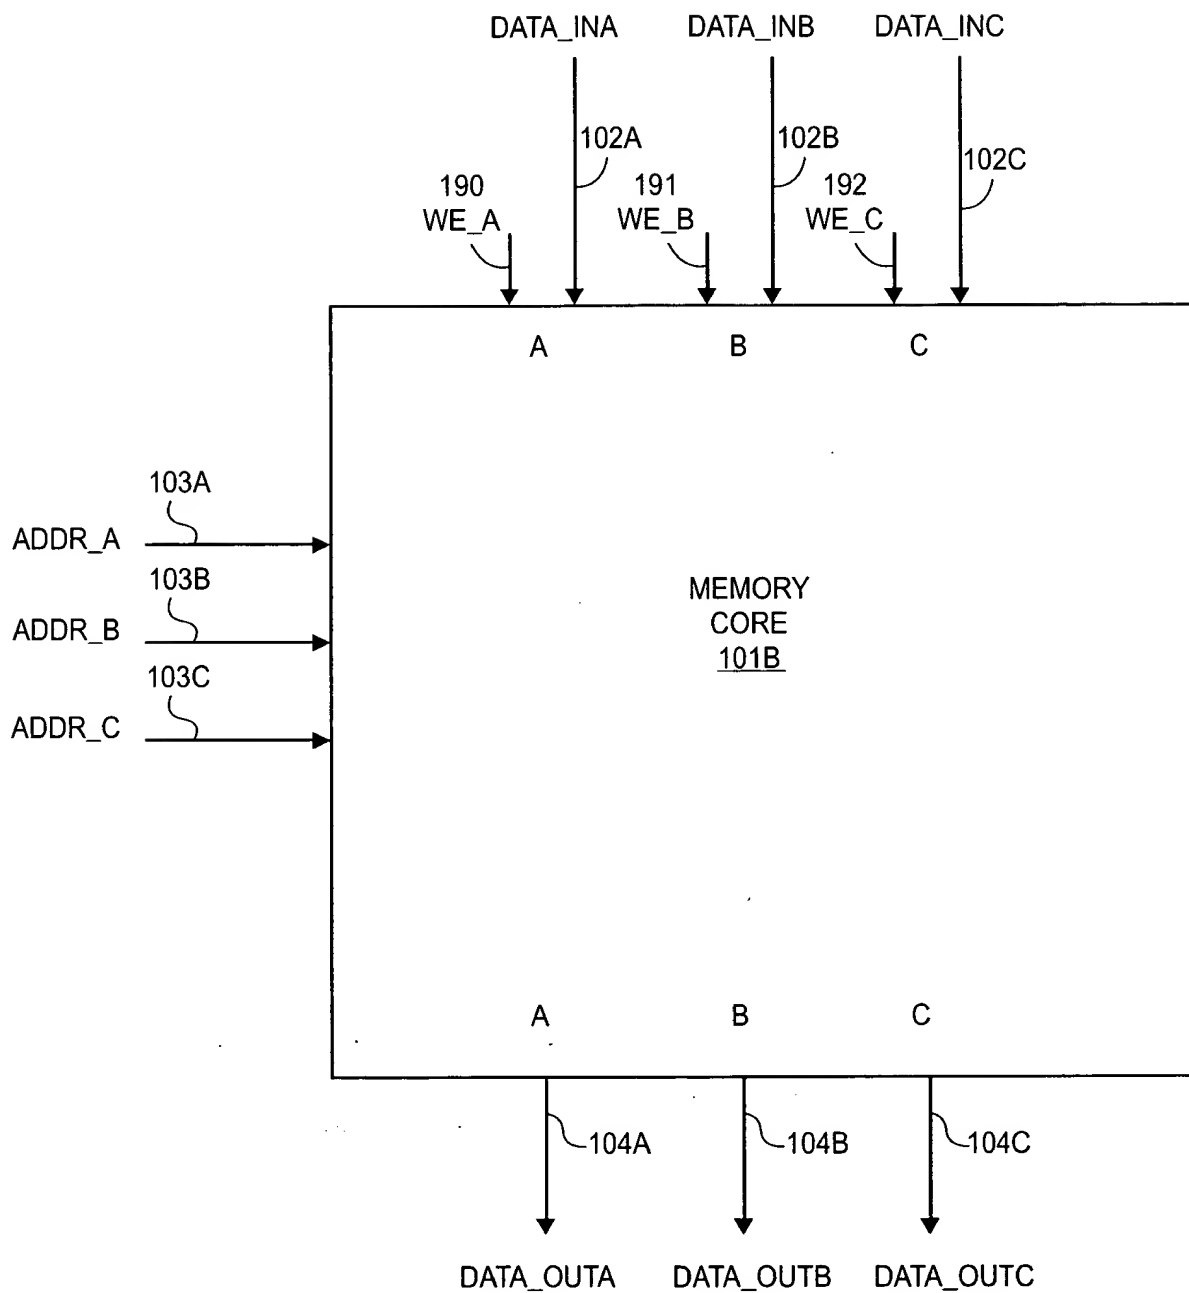 DATA_INA DATA_INB DATA_INC
102A 102B 102C
190 191 192
WE_A WE_B WE_C
A B C
103A
ADDR_A
103B
ADDR_B
103C
ADDR_C
MEMORY
CORE
101B
A B C
104A 104B 104C
DATA_OUTA DATA_OUTB DATA_OUTC